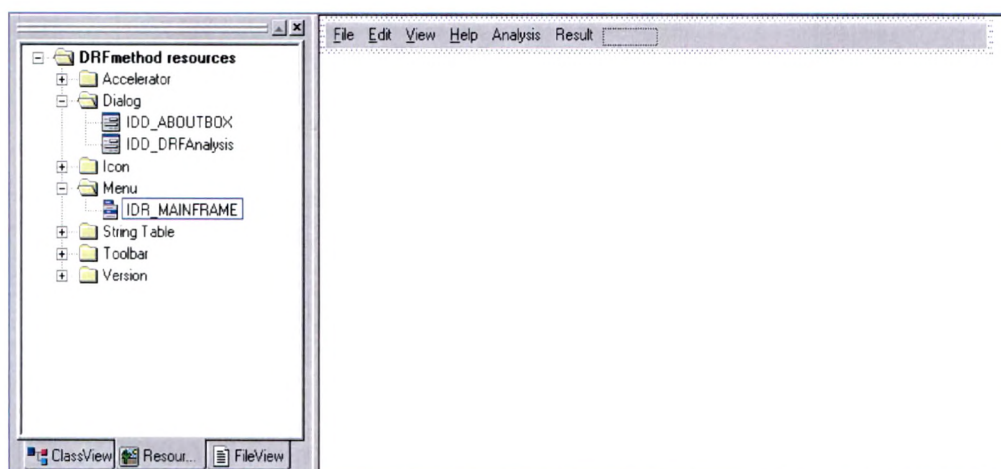 DRFmethod resources
Accelerator
Dialog
IDD_ABOUTBOX
IDD_DRFAnalysis
Icon
Menu
IDR_MAINFRAME
String Table
Toolbar
Version
ClassView Resour... FileView
File Edit View Help Analysis Result